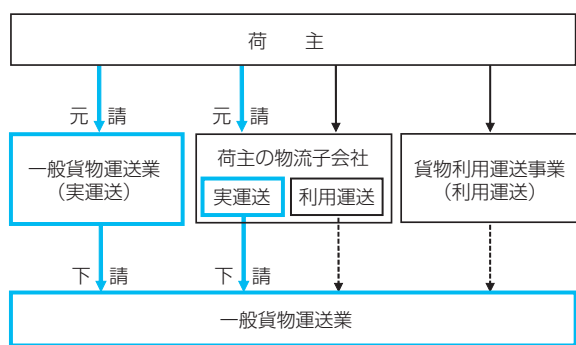 荷　主
元請　元請
一般貨物運送業
（実運送）
荷主の物流子会社
実運送　利用運送
貨物利用運送事業
（利用運送）
下請　下請
一般貨物運送業